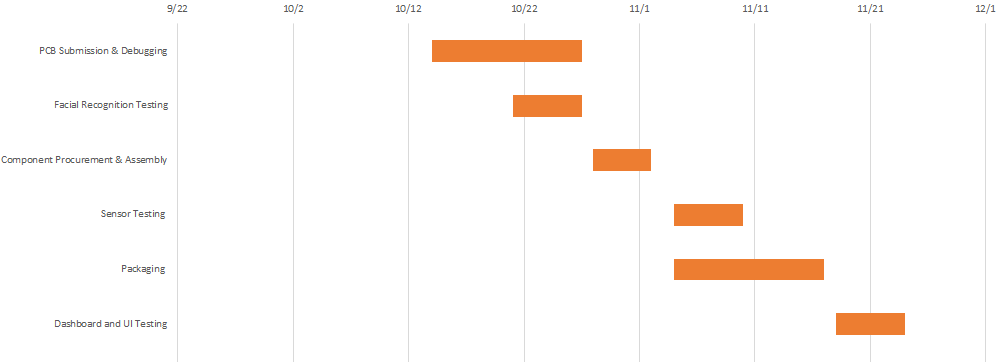 9/22 10/2 10/12 10/22 11/1 11/11 11/21 12/1
PCB Submission & Debugging
Facial Recognition Testing
Component Procurement & Assembly
Sensor Testing
Packaging
Dashboard and UI Testing